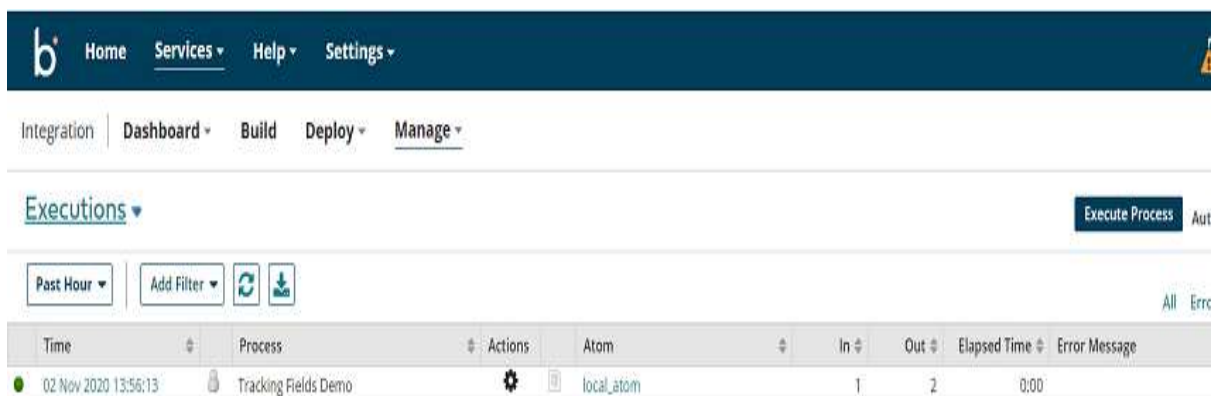 b Home Services Help Settings
Integration Dashboard Build Deploy Manage
Executions
Execute Process Aut
Past Hour Add Filter
All Erro
Time Process Actions Atom In Out Elapsed Time Error Message
02 Nov 2020 13:56:13 Tracking Fields Demo local_atom 1 2 0:00